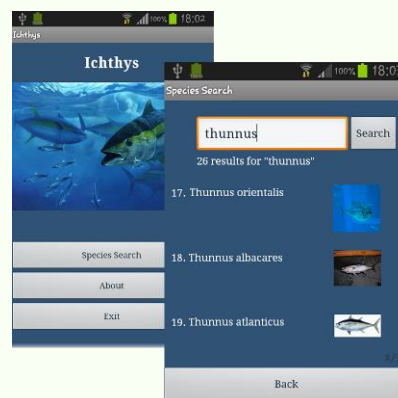 100% 18:02
Ichthys
Ichthys
Species Search
About
Exit
100% 18:0
Species Search
thunnus
Search
26 results for "thunnus"
17. Thunnus orientalis
18. Thunnus albacares
19. Thunnus atlanticus
Back